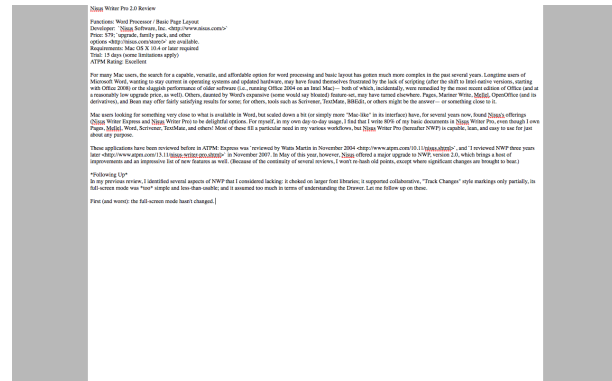 Nisus Writer Pro 2.0 Review
Functions: Word Processor / Basic Page Layout
Developer: `Nisus Software, Inc. <http://www.nisus.com/>`
Price: $79; `upgrade, family pack, and other
options <http://nisus.com/store/>` are available.
Requirements: Mac OS X 10.4 or later required
Trial: 15 days (some limitations apply)
ATPM Rating: Excellent
For many Mac users, the search for a capable, versatile, and affordable option for word processing and basic layout has gotten much more complex in the past several years. Longtime users of
Microsoft Word, wanting to stay current in operating systems and updated hardware, may have found themselves frustrated by the lack of scripting (after the shift to Intel-native versions, starting
with Office 2008) or the sluggish performance of older software (i.e., running Office 2004 on an Intel Mac)— both of which, incidentally, were remedied by the most recent edition of Office (and at
a reasonably low upgrade price, as well). Others, daunted by Word's expensive (some would say bloated) feature-set, may have turned elsewhere. Pages, Mariner Write, Mellel, OpenOffice (and its
derivatives), and Bean may offer fairly satisfying results for some; for others, tools such as Scrivener, TextMate, BBEdit, or others might be the answer— or something close to it.
Mac users looking for something very close to what is available in Word, but scaled down a bit (or simply more "Mac-like" in its interface) have, for several years now, found Nisus's offerings
(Nisus Writer Express and Nisus Writer Pro) to be delightful options. For myself, in my own day-to-day usage, I find that I write 80% of my basic documents in Nisus Writer Pro, even though I own
Pages, Mellel, Word, Scrivener, TextMate, and others! Most of these fill a particular need in my various workflows, but Nisus Writer Pro (hereafter NWP) is capable, lean, and easy to use for just
about any purpose.
These applications have been reviewed before in ATPM: Express was `reviewed by Watts Martin in November 2004 <http://www.atpm.com/10.11/nisus.shtml>`, and `I reviewed NWP three years
later <http://www.atpm.com/13.11/nisus-writer-pro.shtml>` in November 2007. In May of this year, however, Nisus offered a major upgrade to NWP, version 2.0, which brings a host of
improvements and an impressive list of new features as well. (Because of the continuity of several reviews, I won't re-hash old points, except where significant changes are brought to bear.)
*Following Up*
In my previous review, I identified several aspects of NWP that I considered lacking: it choked on larger font libraries; it supported collaborative, "Track Changes" style markings only partially, its
full-screen mode was *too* simple and less-than-usable; and it assumed too much in terms of understanding the Drawer. Let me follow up on these.
First (and worst): the full-screen mode hasn't changed.